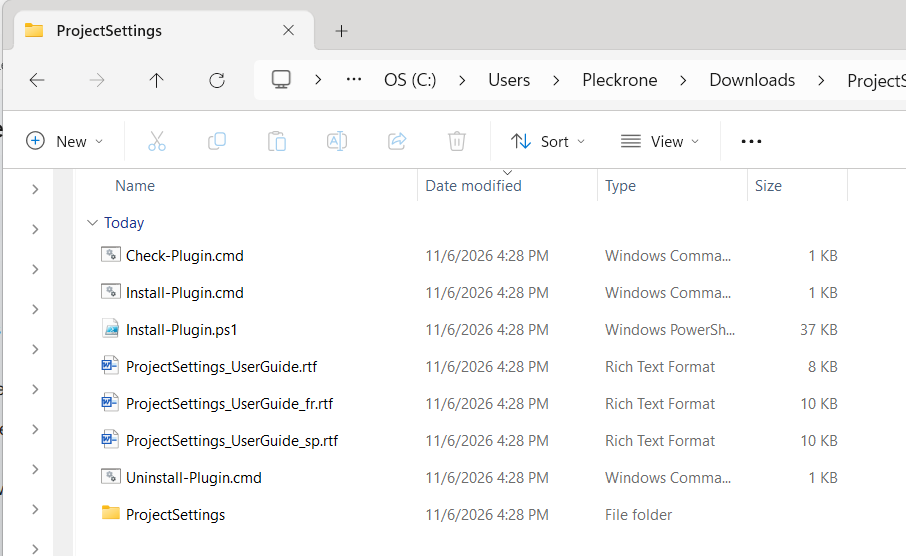 ProjectSettings
OS (C:) Users Pleckrone Downloads ProjectS
New Sort View
Name Date modified Type Size
Today
Check-Plugin.cmd 11/6/2026 4:28 PM Windows Comma... 1 KB
Install-Plugin.cmd 11/6/2026 4:28 PM Windows Comma... 1 KB
Install-Plugin.ps1 11/6/2026 4:28 PM Windows PowerSh... 37 KB
ProjectSettings_UserGuide.rtf 11/6/2026 4:28 PM Rich Text Format 8 KB
ProjectSettings_UserGuide_fr.rtf 11/6/2026 4:28 PM Rich Text Format 10 KB
ProjectSettings_UserGuide_sp.rtf 11/6/2026 4:28 PM Rich Text Format 10 KB
Uninstall-Plugin.cmd 11/6/2026 4:28 PM Windows Comma... 1 KB
ProjectSettings 11/6/2026 4:28 PM File folder